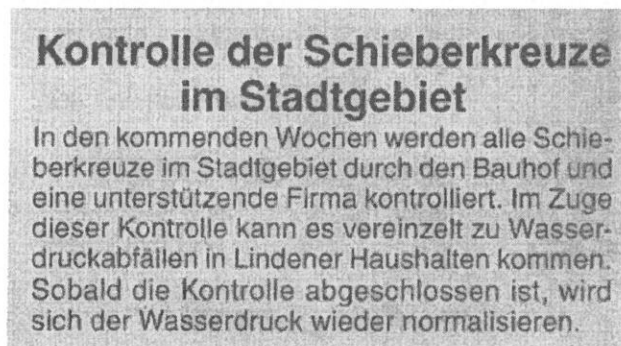 Kontrolle der Schieberkreuze
im Stadtgebiet
In den kommenden Wochen werden alle Schie-
berkreuze im Stadtgebiet durch den Bauhof und
eine unterstützende Firma kontrolliert. Im Zuge
dieser Kontrolle kann es vereinzelt zu Wasser-
druckabfällen in Lindener Haushalten kommen.
Sobald die Kontrolle abgeschlossen ist, wird
sich der Wasserdruck wieder normalisieren.